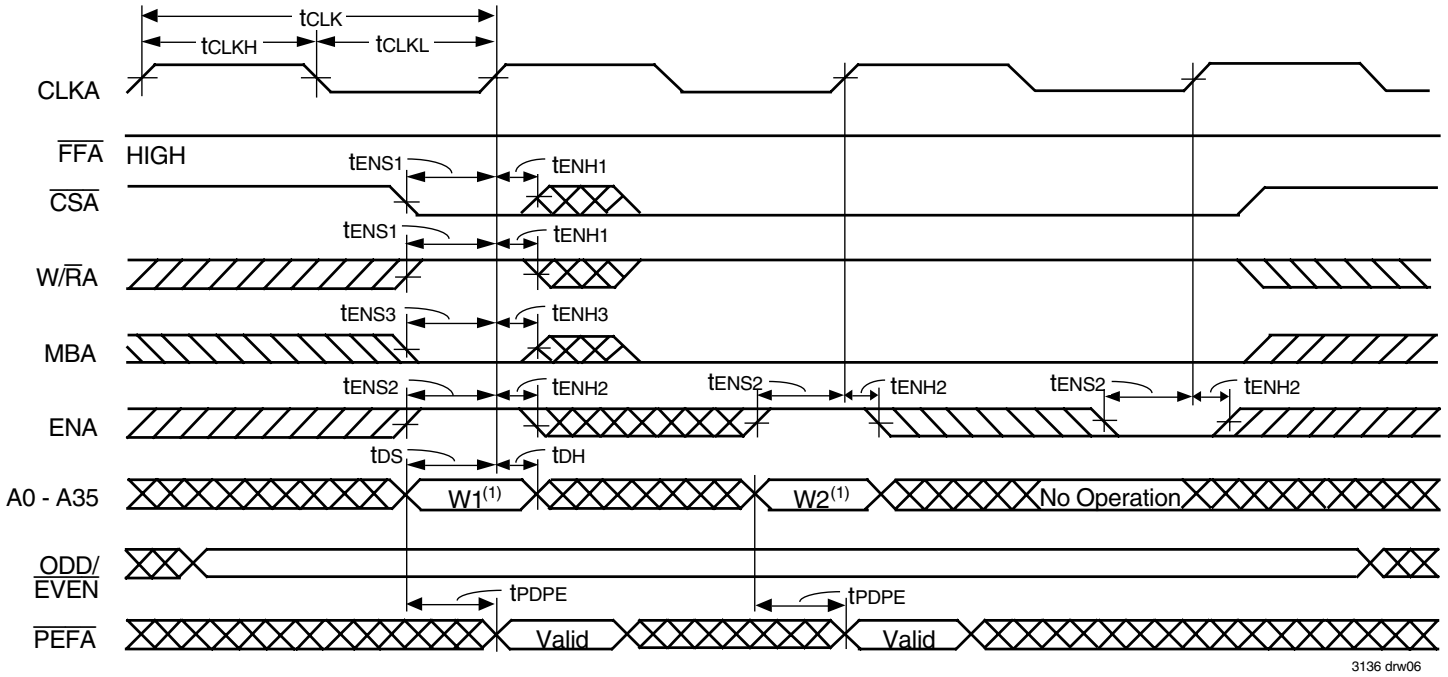 tCLK
tCLKH tCLKL
CLKA
FFA HIGH
tENS1 tENH1
CSA
tENS1 tENH1
W/RA
tENS3 tENH3
MBA
tENS2 tENH2 tENS2 tENH2 tENS2 tENH2
ENA
tDS tDH
A0 - A35 W1(1) W2(1) No Operation
ODD/
EVEN
tPDPE tPDPE
PEFA Valid Valid
3136 drw06